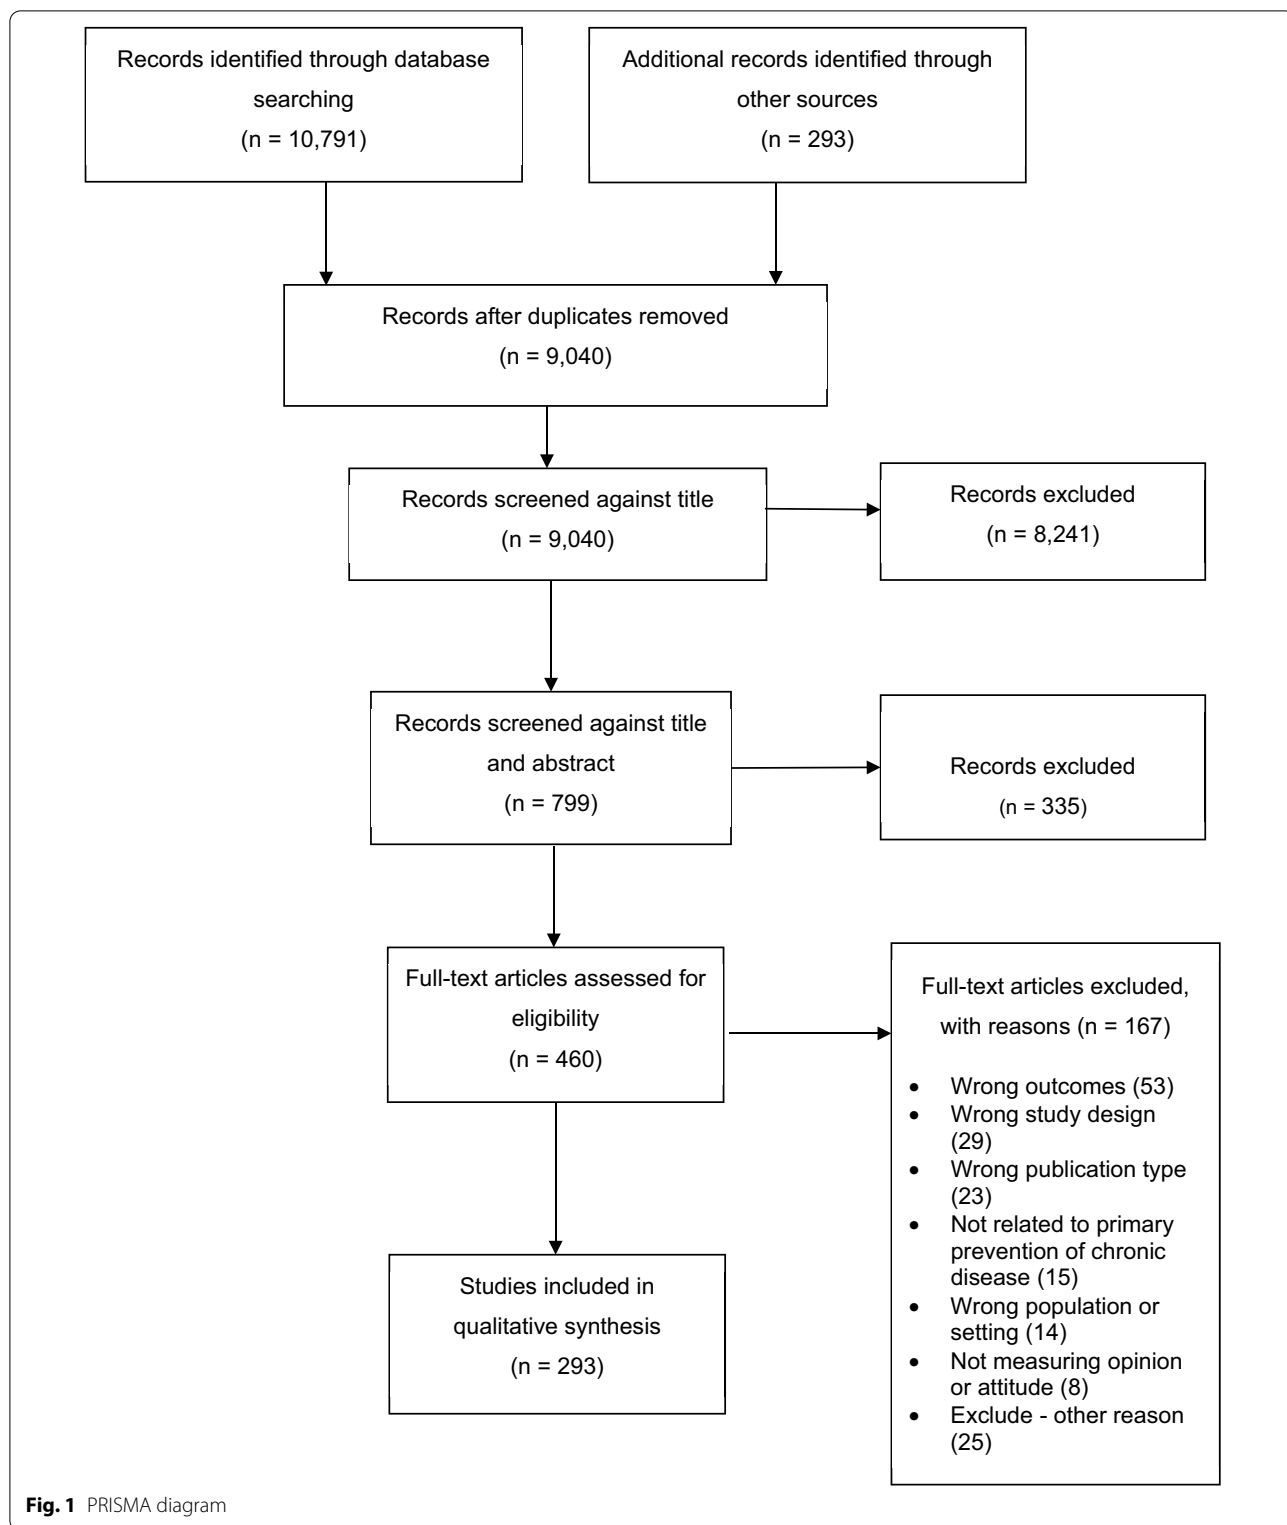 Records identified through database
searching
(n = 10,791)
Additional records identified through
other sources
(n = 293)
Records after duplicates removed
(n = 9,040)
Records screened against title
(n = 9,040)
Records excluded
(n = 8,241)
Records screened against title
and abstract
(n = 799)
Records excluded
(n = 335)
Full-text articles assessed for
eligibility
(n = 460)
Full-text articles excluded,
with reasons (n = 167)
• Wrong outcomes (53)
• Wrong study design
(29)
• Wrong publication type
(23)
• Not related to primary
prevention of chronic
disease (15)
• Wrong population or
setting (14)
• Not measuring opinion
or attitude (8)
• Exclude - other reason
(25)
Studies included in
qualitative synthesis
(n = 293)
Fig. 1 PRISMA diagram